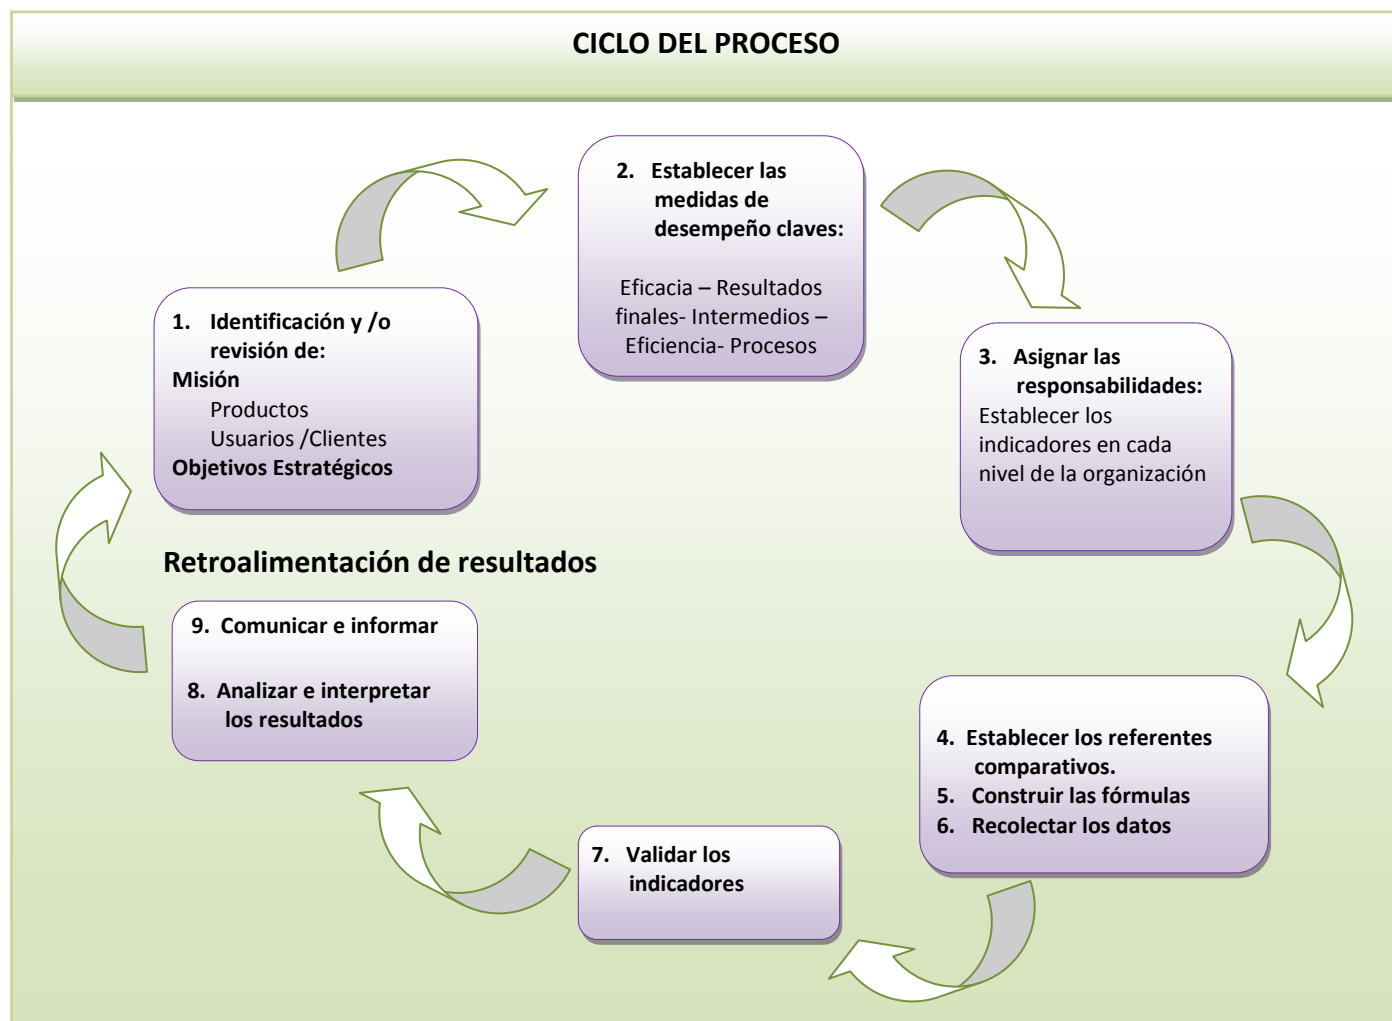 CICLO DEL PROCESO
1. Identificación y /o
revisión de:
Misión
Productos
Usuarios /Clientes
Objetivos Estratégicos
2. Establecer las
medidas de
desempeño claves:
Eficacia – Resultados
finales- Intermedios –
Eficiencia- Procesos
3. Asignar las
responsabilidades:
Establecer los
indicadores en cada
nivel de la organización
4. Establecer los referentes
comparativos.
5. Construir las fórmulas
6. Recolectar los datos
7. Validar los
indicadores
Retroalimentación de resultados
9. Comunicar e informar
8. Analizar e interpretar
los resultados